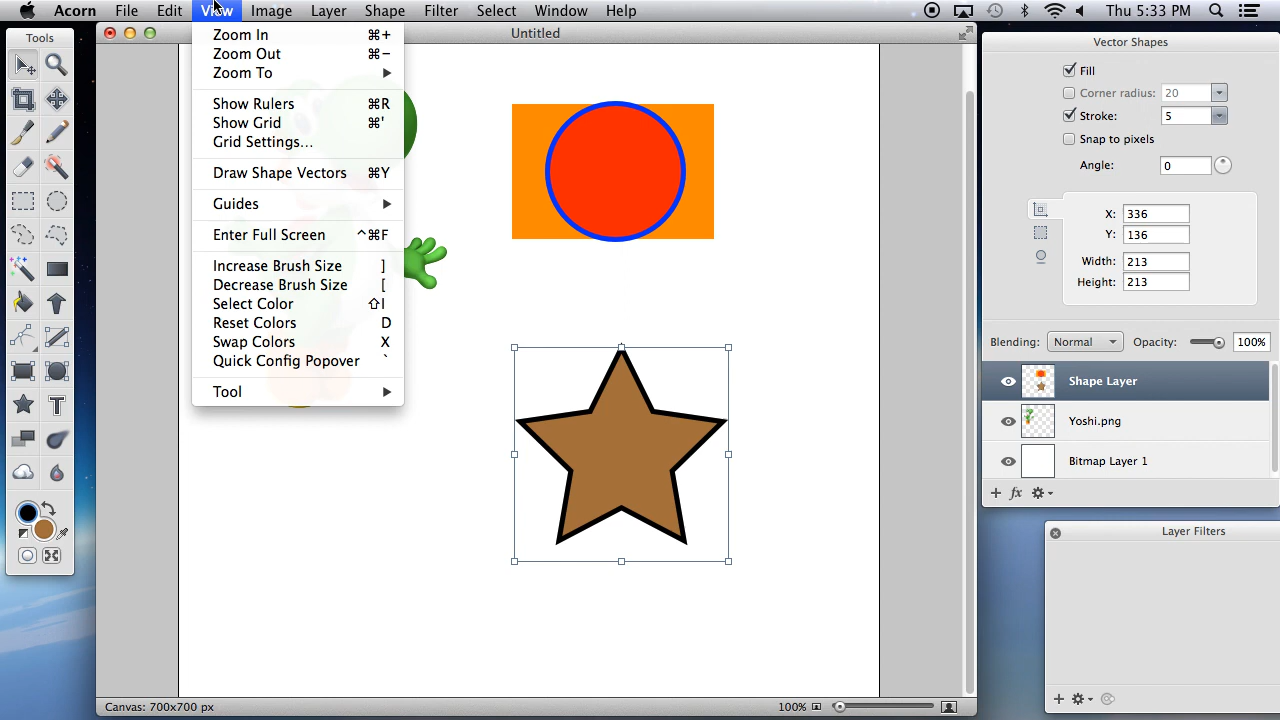 Acorn File Edit View Image Layer Shape Filter Select Window Help Thu 5:33 PM
Untitled
Tools
Zoom In ⌘+
Zoom Out ⌘−
Zoom To
Show Rulers ⌘R
Show Grid ⌘'
Grid Settings...
Draw Shape Vectors ⌘Y
Guides
Enter Full Screen ^⌘F
Increase Brush Size ]
Decrease Brush Size [
Select Color ⇧I
Reset Colors D
Swap Colors X
Quick Config Popover `
Tool
T
Canvas: 700x700 px 100%
Vector Shapes
Fill
Corner radius: 20
Stroke: 5
Snap to pixels
Angle: 0
X: 336
Y: 136
Width: 213
Height: 213
Blending: Normal Opacity: 100%
Shape Layer
Yoshi.png
Bitmap Layer 1
+ fx
Layer Filters
+